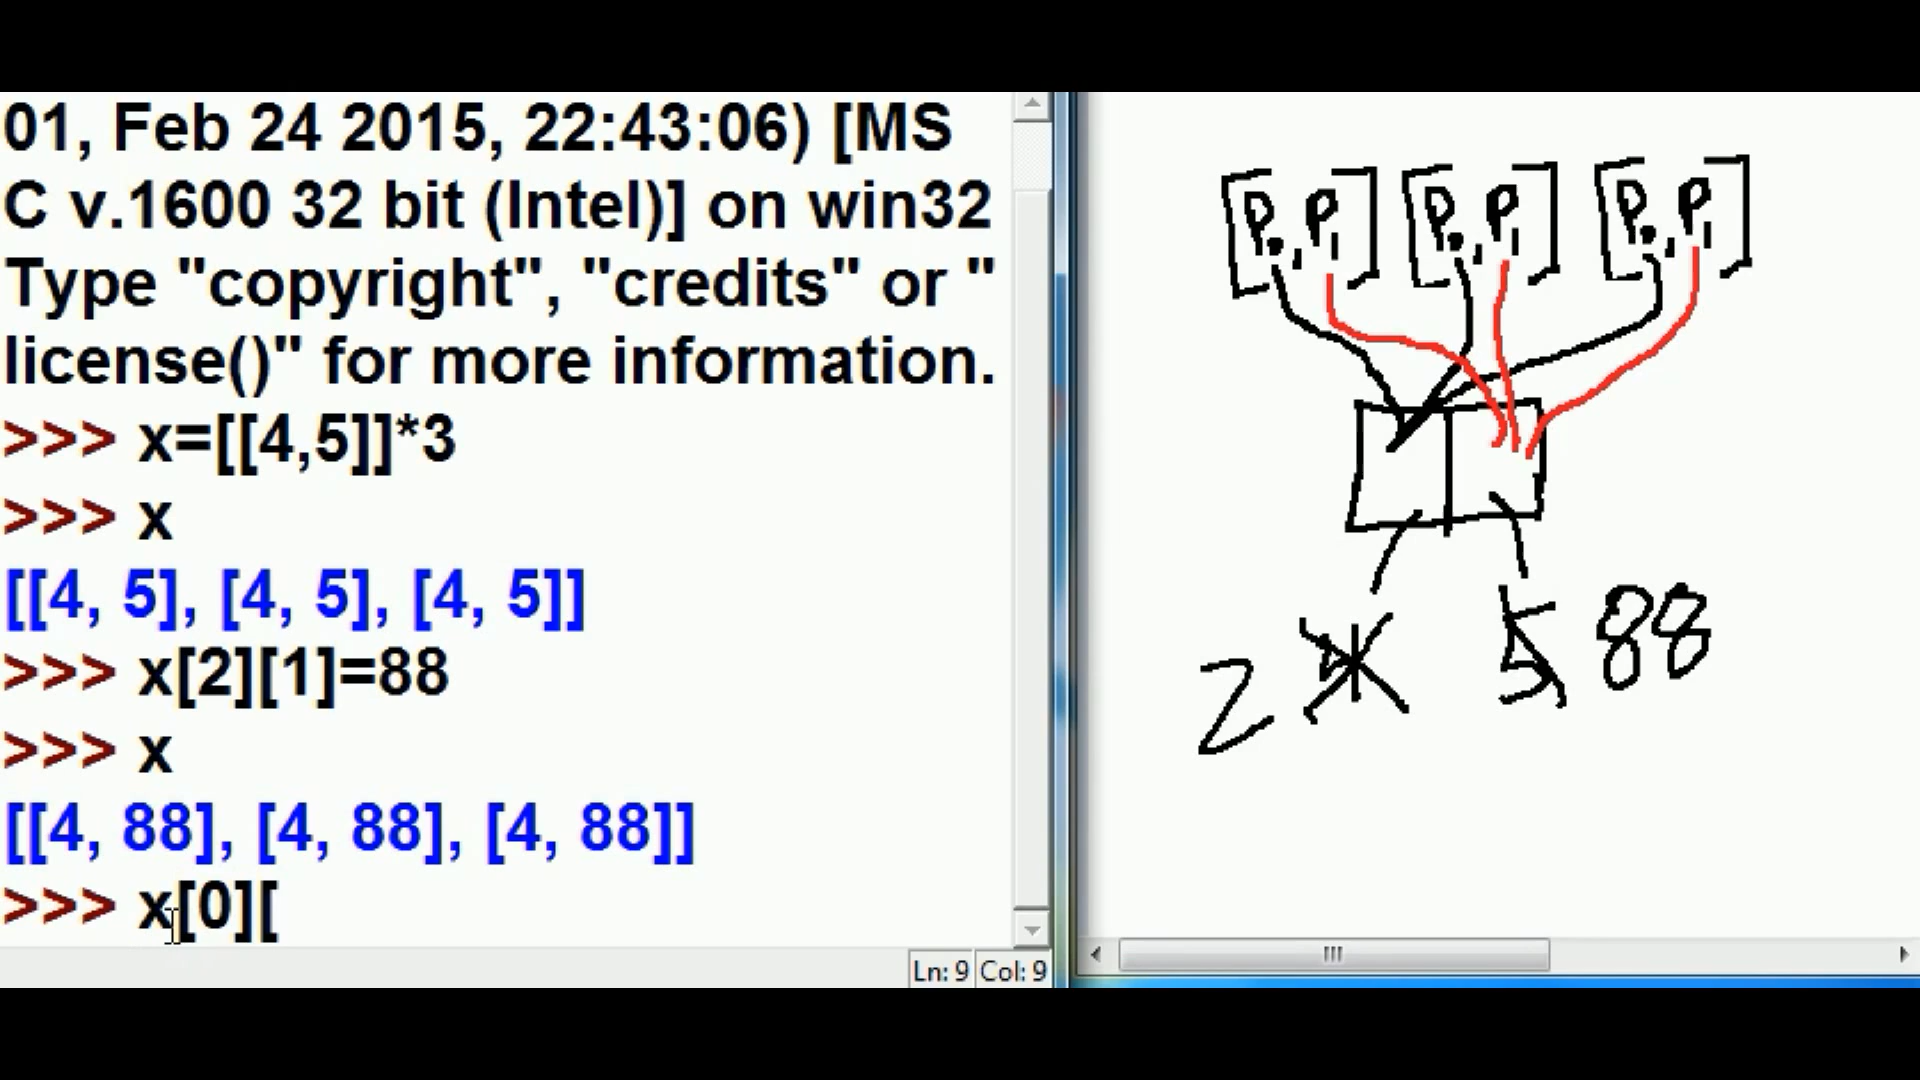 01, Feb 24 2015, 22:43:06) [MS
C v.1600 32 bit (Intel)] on win32
Type "copyright", "credits" or "
license()" for more information.
>>> x=[[4,5]]*3
>>> x
[[4, 5], [4, 5], [4, 5]]
>>> x[2][1]=88
>>> x
[[4, 88], [4, 88], [4, 88]]
>>> x[0][
Ln: 9 Col: 9
[P0,P1] [P0,P1] [P0,P1]
2 4 5 88